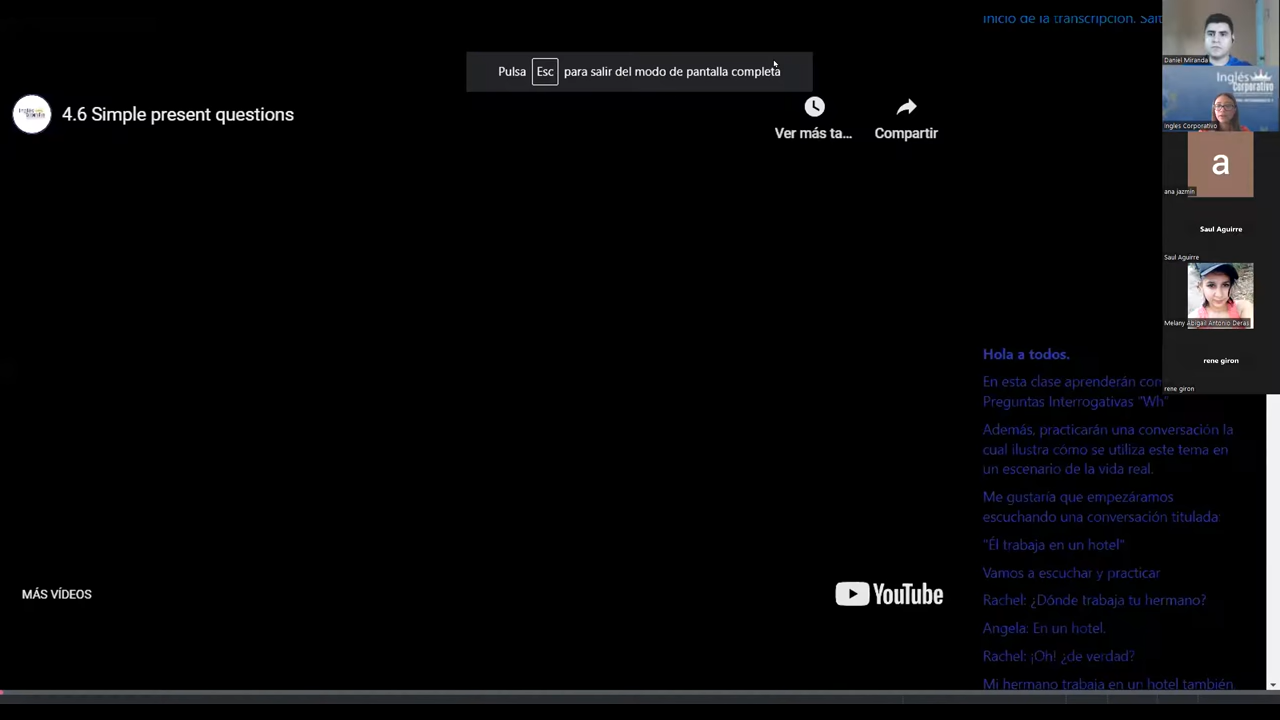 inicio de la transcripción. Salt
Pulsa Esc para salir del modo de pantalla completa
4.6 Simple present questions
Ver más ta...
Compartir
Daniel Miranda
Inglés
Corporativo
Ingles Corporativo
a
ana jazmin
Saul Aguirre
Saul Aguirre
Melany Abigail Antonio Deras
rene giron
rene giron
Hola a todos.
En esta clase aprenderán
Preguntas Interrogativas "Wh"
Además, practicarán una conversación la
cual ilustra cómo se utiliza este tema en
un escenario de la vida real.
Me gustaría que empezáramos
escuchando una conversación titulada:
"Él trabaja en un hotel"
Vamos a escuchar y practicar
Rachel: ¿Dónde trabaja tu hermano?
Angela: En un hotel.
Rachel: ¡Oh! ¿de verdad?
Mi hermano trabaja en un hotel también.
MÁS VÍDEOS
YouTube